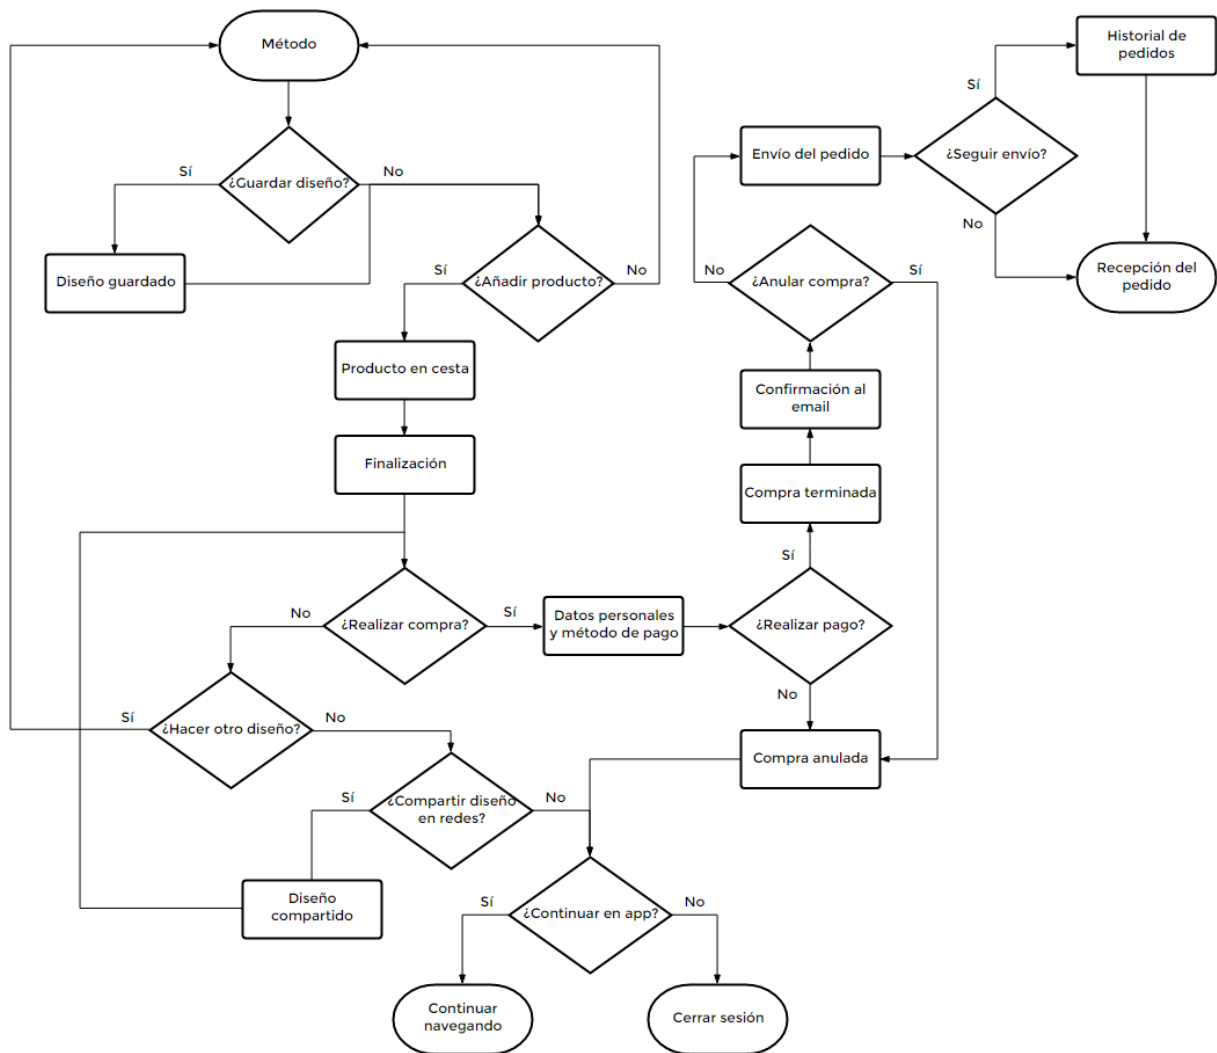 Método
Historial de
pedidos
Sí
Envío del pedido
¿Seguir envío?
Sí
¿Guardar diseño?
No
No
Diseño guardado
Sí
¿Añadir producto?
No
No
¿Anular compra?
Sí
Recepción del
pedido
Producto en cesta
Confirmación al
email
Finalización
Compra terminada
Sí
No
¿Realizar compra?
Sí
Datos personales
y método de pago
¿Realizar pago?
No
Sí
¿Hacer otro diseño?
No
Compra anulada
Sí
¿Compartir diseño
en redes?
No
Diseño
compartido
Sí
¿Continuar en app?
No
Continuar
navegando
Cerrar sesión